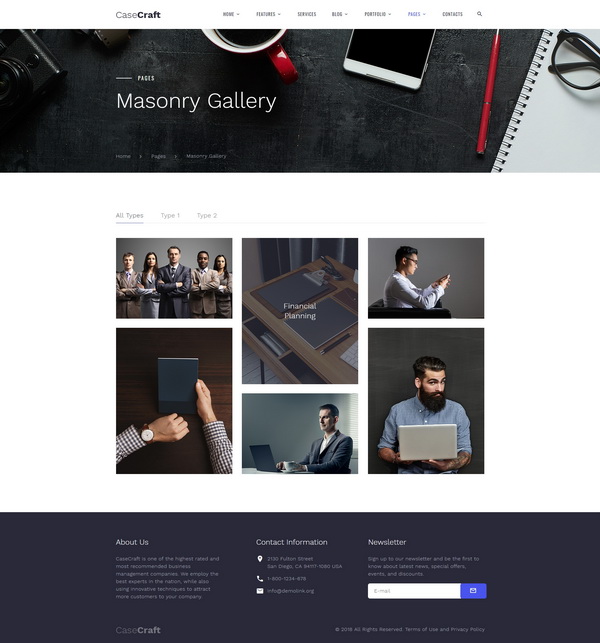 CaseCraft
HOME FEATURES SERVICES BLOG PORTFOLIO PAGES CONTACTS
PAGES
Masonry Gallery
Home Pages Masonry Gallery
All Types Type 1 Type 2
Financial
Planning
About Us
CaseCraft is one of the highest rated and
most recommended business
management companies. We employ the
best experts in the nation, while also
using innovative techniques to attract
more customers to your company.
Contact Information
2130 Fulton Street
San Diego, CA 94117-1080 USA
1-800-1234-678
info@demolink.org
Newsletter
Sign up to our newsletter and be the first to
know about latest news, special offers,
events, and discounts.
E-mail
CaseCraft
© 2018 All Rights Reserved. Terms of Use and Privacy Policy